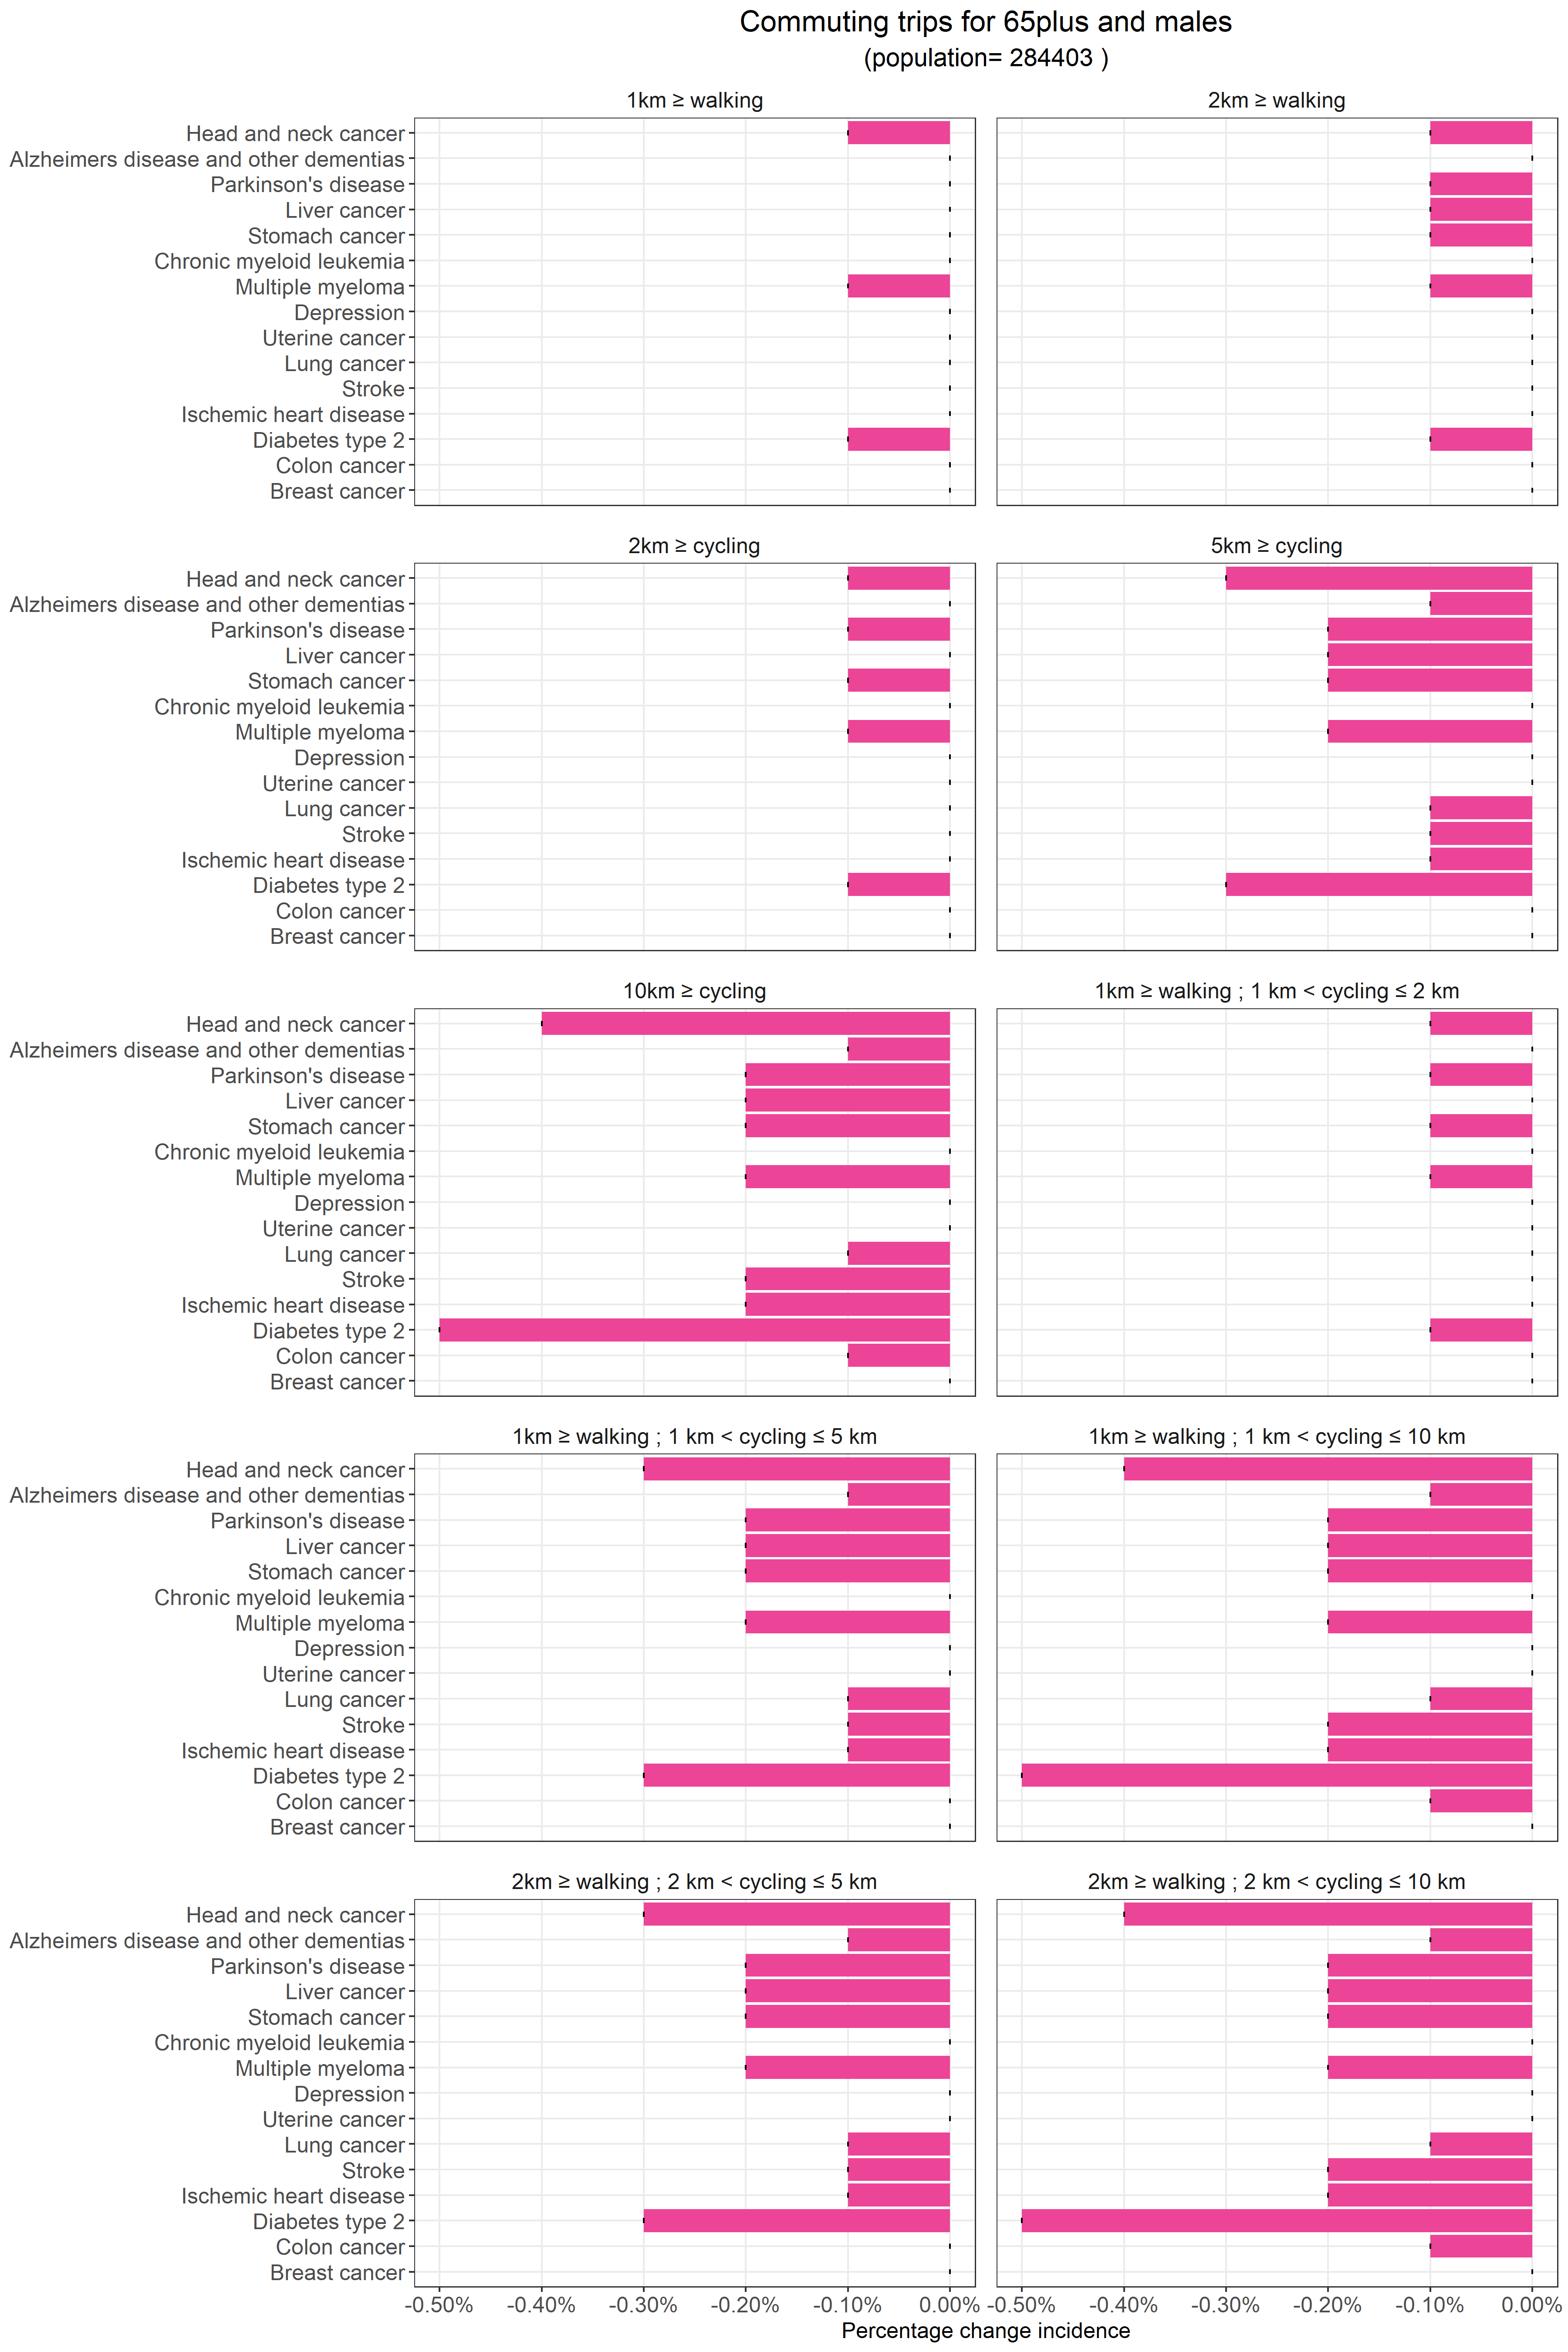 Commuting trips for 65plus and males
(population= 284403 )
1km ≥ walking
2km ≥ walking
Head and neck cancer
Alzheimers disease and other dementias
Parkinson's disease
Liver cancer
Stomach cancer
Chronic myeloid leukemia
Multiple myeloma
Depression
Uterine cancer
Lung cancer
Stroke
Ischemic heart disease
Diabetes type 2
Colon cancer
Breast cancer
2km ≥ cycling
5km ≥ cycling
Head and neck cancer
Alzheimers disease and other dementias
Parkinson's disease
Liver cancer
Stomach cancer
Chronic myeloid leukemia
Multiple myeloma
Depression
Uterine cancer
Lung cancer
Stroke
Ischemic heart disease
Diabetes type 2
Colon cancer
Breast cancer
10km ≥ cycling
1km ≥ walking ; 1 km < cycling ≤ 2 km
Head and neck cancer
Alzheimers disease and other dementias
Parkinson's disease
Liver cancer
Stomach cancer
Chronic myeloid leukemia
Multiple myeloma
Depression
Uterine cancer
Lung cancer
Stroke
Ischemic heart disease
Diabetes type 2
Colon cancer
Breast cancer
1km ≥ walking ; 1 km < cycling ≤ 5 km
1km ≥ walking ; 1 km < cycling ≤ 10 km
Head and neck cancer
Alzheimers disease and other dementias
Parkinson's disease
Liver cancer
Stomach cancer
Chronic myeloid leukemia
Multiple myeloma
Depression
Uterine cancer
Lung cancer
Stroke
Ischemic heart disease
Diabetes type 2
Colon cancer
Breast cancer
2km ≥ walking ; 2 km < cycling ≤ 5 km
2km ≥ walking ; 2 km < cycling ≤ 10 km
Head and neck cancer
Alzheimers disease and other dementias
Parkinson's disease
Liver cancer
Stomach cancer
Chronic myeloid leukemia
Multiple myeloma
Depression
Uterine cancer
Lung cancer
Stroke
Ischemic heart disease
Diabetes type 2
Colon cancer
Breast cancer
-0.50% -0.40% -0.30% -0.20% -0.10% 0.00% -0.50% -0.40% -0.30% -0.20% -0.10% 0.00%
Percentage change incidence